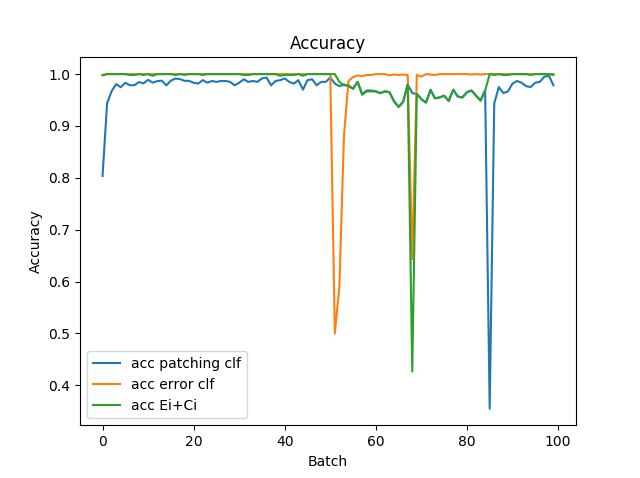 Accuracy
1.0
0.9
0.8
0.7
0.6
0.5
0.4
Accuracy
acc patching clf
acc error clf
acc Ei+Ci
0 20 40 60 80 100
Batch